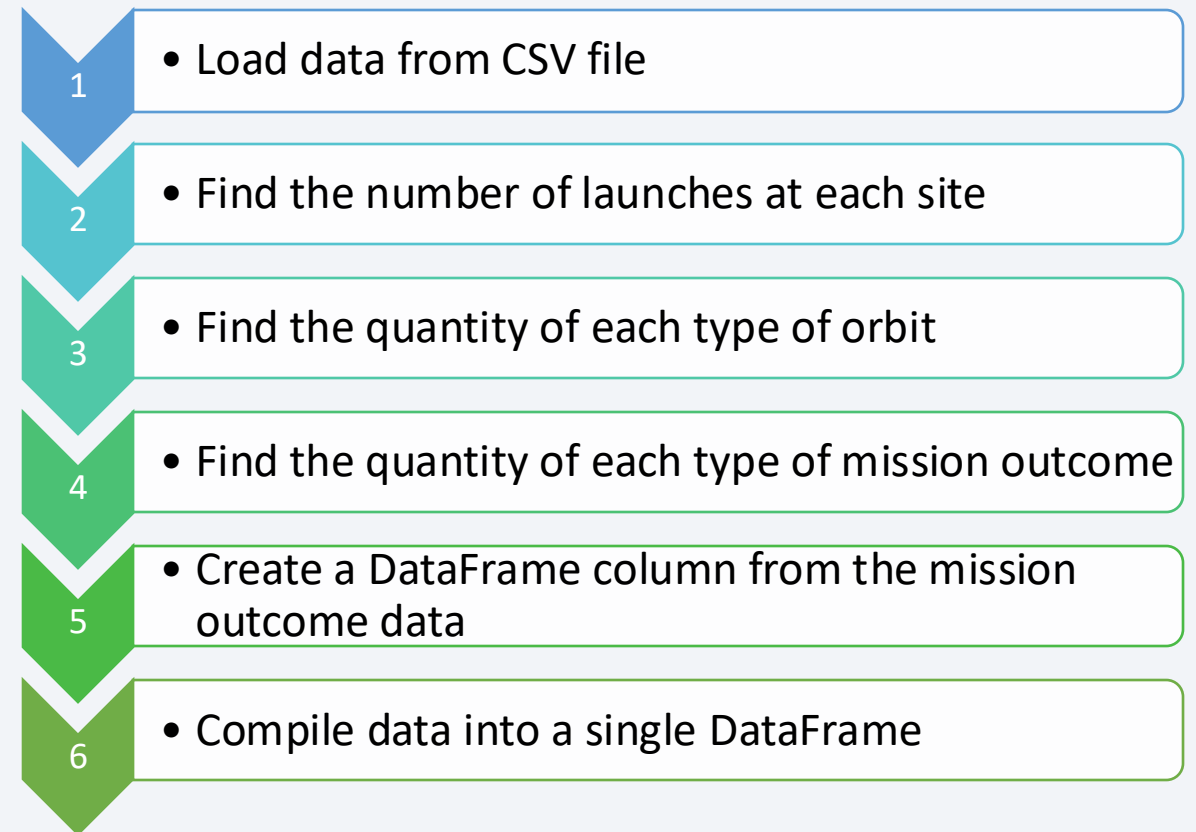 1
• Load data from CSV file
2
• Find the number of launches at each site
3
• Find the quantity of each type of orbit
4
• Find the quantity of each type of mission outcome
5
• Create a DataFrame column from the mission
outcome data
6
• Compile data into a single DataFrame